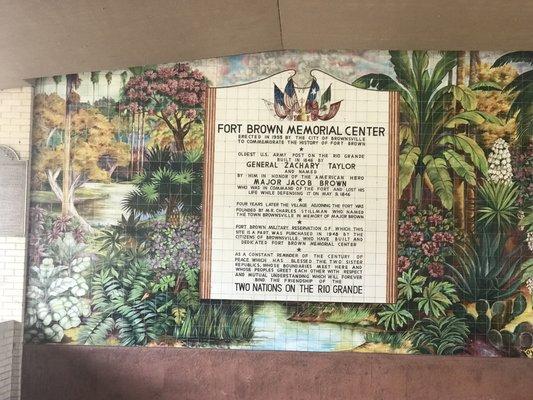 FORT BROWN MEMORIAL CENTER
ERECTED IN 1955 BY THE CITY OF BROWNSVILLE
TO COMMEMORATE THE HISTORY OF FORT BROWN
OLDEST U.S. ARMY POST ON THE RIO GRANDE
BUILT IN 1846 BY
GENERAL ZACHARY TAYLOR
AND NAMED
BY HIM IN HONOR OF THE AMERICAN HERO
MAJOR JACOB BROWN
WHO WAS IN COMMAND OF THE FORT AND LOST HIS
LIFE WHILE DEFENDING IT ON MAY 9, 1846
FOUR YEARS LATER THE VILLAGE ADJOINING THE FORT WAS
FOUNDED BY MR. CHARLES STILLMAN WHO NAMED
THE TOWN BROWNSVILLE IN MEMORY OF MAJOR BROWN
FORT BROWN MILITARY RESERVATION, OF WHICH THIS
SITE IS A PART, WAS PURCHASED IN 1948 BY THE
CITIZENS OF BROWNSVILLE, WHO HAVE BUILT AND
DEDICATED FORT BROWN MEMORIAL CENTER
AS A CONSTANT REMINDER OF THE CENTURY OF
PEACE WHICH HAS BLESSED THE TWO SISTER
REPUBLICS, WHOSE BOUNDARIES MEET HERE AND
WHOSE PEOPLES GREET EACH OTHER WITH RESPECT
AND MUTUAL ESTEEM WHICH WILL FOREVER
BIND THE FRIENDSHIP OF THE
TWO NATIONS ON THE RIO GRANDE